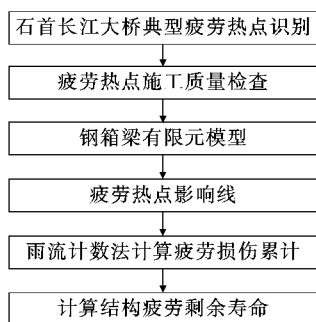 石首长江大桥典型疲劳热点识别
疲劳热点施工质量检查
钢箱梁有限元模型
疲劳热点影响线
雨流计数法计算疲劳损伤累计
计算结构疲劳剩余寿命